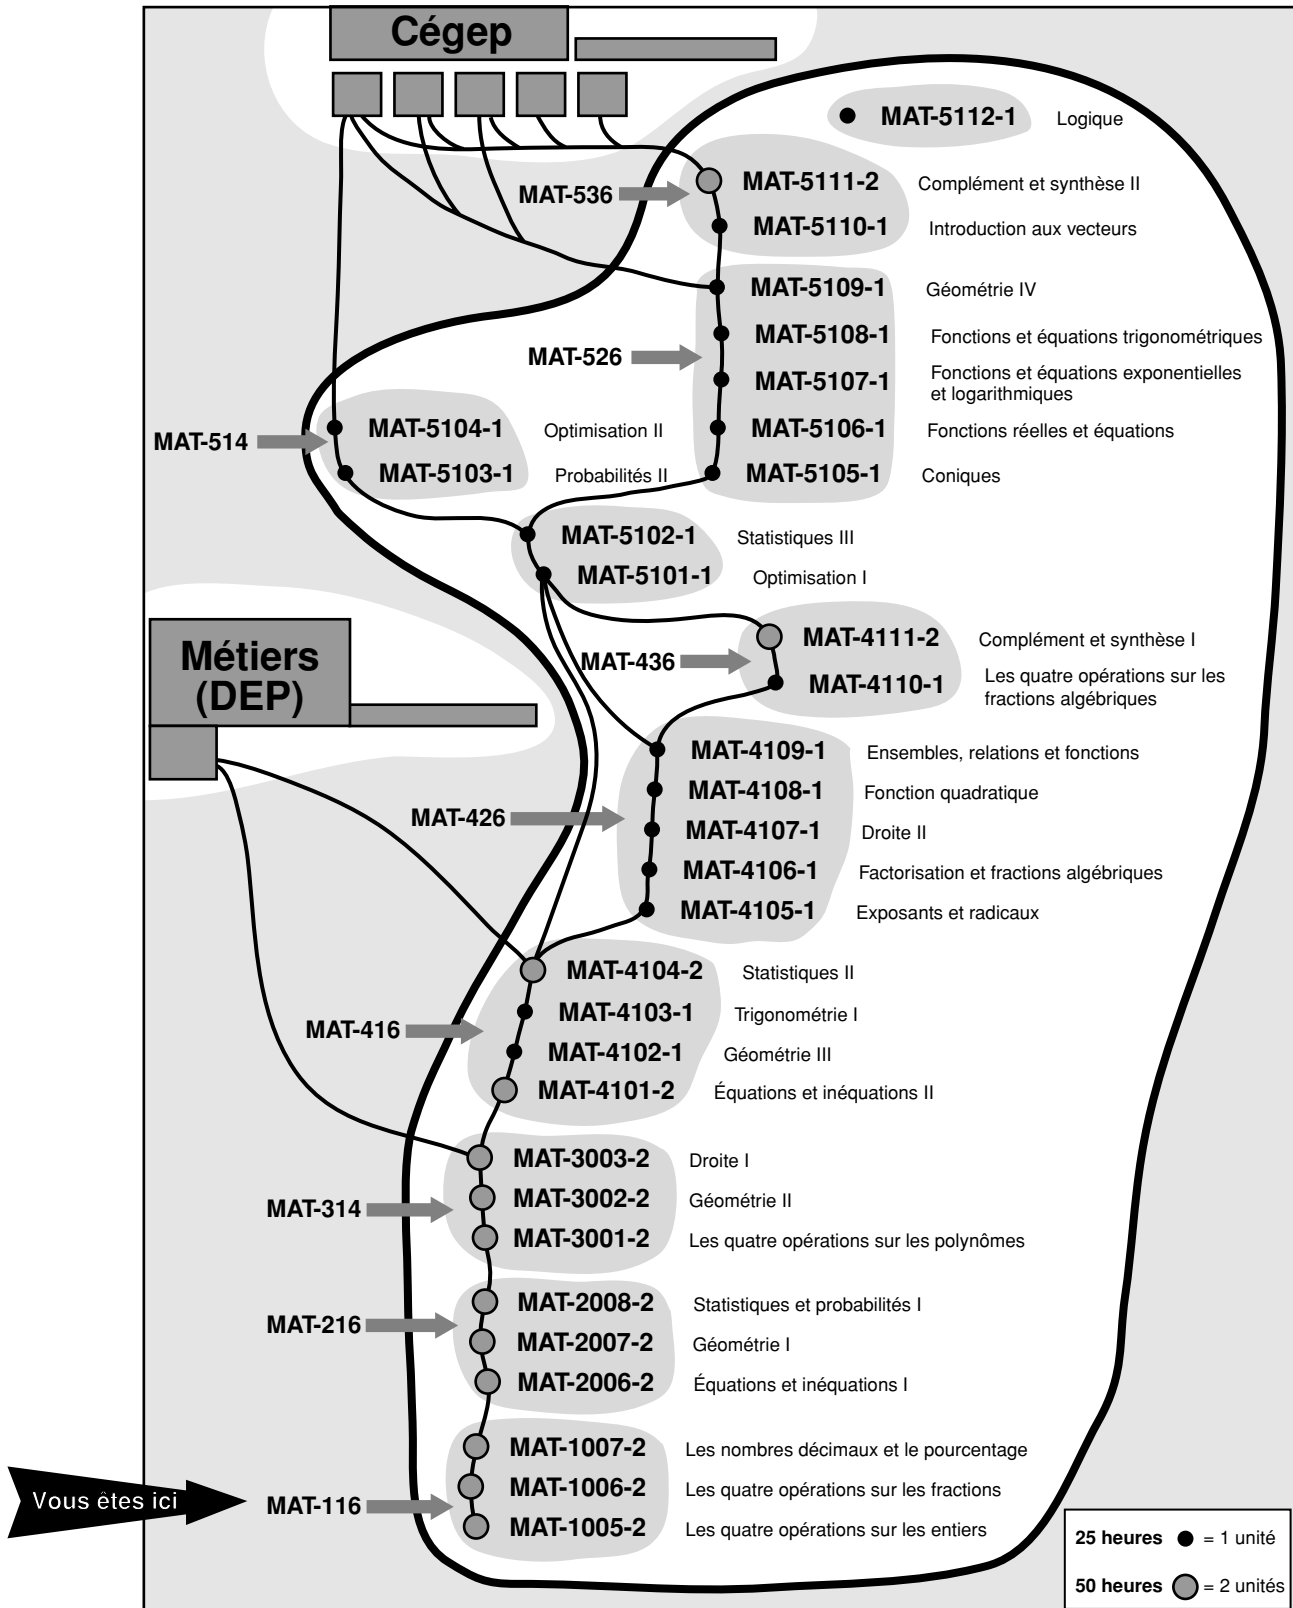 Cégep
MAT-5112-1 Logique
MAT-536
MAT-5111-2 Complément et synthèse II
MAT-5110-1 Introduction aux vecteurs
MAT-526
MAT-5109-1 Géométrie IV
MAT-5108-1 Fonctions et équations trigonométriques
MAT-5107-1 Fonctions et équations exponentielles
et logarithmiques
MAT-5106-1 Fonctions réelles et équations
MAT-5105-1 Coniques
MAT-514
MAT-5104-1 Optimisation II
MAT-5103-1 Probabilités II
MAT-5102-1 Statistiques III
MAT-5101-1 Optimisation I
Métiers
(DEP)
MAT-436
MAT-4111-2 Complément et synthèse I
MAT-4110-1 Les quatre opérations sur les
fractions algébriques
MAT-426
MAT-4109-1 Ensembles, relations et fonctions
MAT-4108-1 Fonction quadratique
MAT-4107-1 Droite II
MAT-4106-1 Factorisation et fractions algébriques
MAT-4105-1 Exposants et radicaux
MAT-416
MAT-4104-2 Statistiques II
MAT-4103-1 Trigonométrie I
MAT-4102-1 Géométrie III
MAT-4101-2 Équations et inéquations II
MAT-314
MAT-3003-2 Droite I
MAT-3002-2 Géométrie II
MAT-3001-2 Les quatre opérations sur les polynômes
MAT-216
MAT-2008-2 Statistiques et probabilités I
MAT-2007-2 Géométrie I
MAT-2006-2 Équations et inéquations I
Vous êtes ici
MAT-116
MAT-1007-2 Les nombres décimaux et le pourcentage
MAT-1006-2 Les quatre opérations sur les fractions
MAT-1005-2 Les quatre opérations sur les entiers
25 heures = 1 unité
50 heures = 2 unités